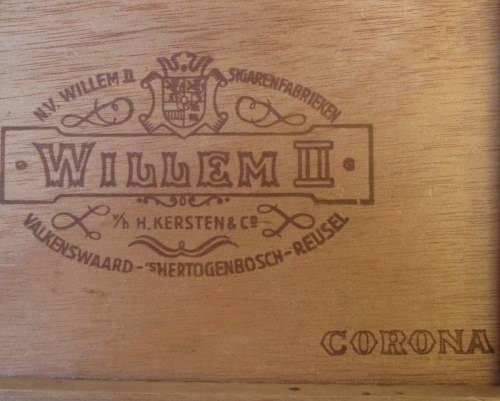 N.V. WILLEM II SIGARENFABRIEKEN
WILLEM II
V/h H. KERSTEN & Co
VALKENSWAARD - 'SHERTOGENBOSCH - REUSEL
CORONA